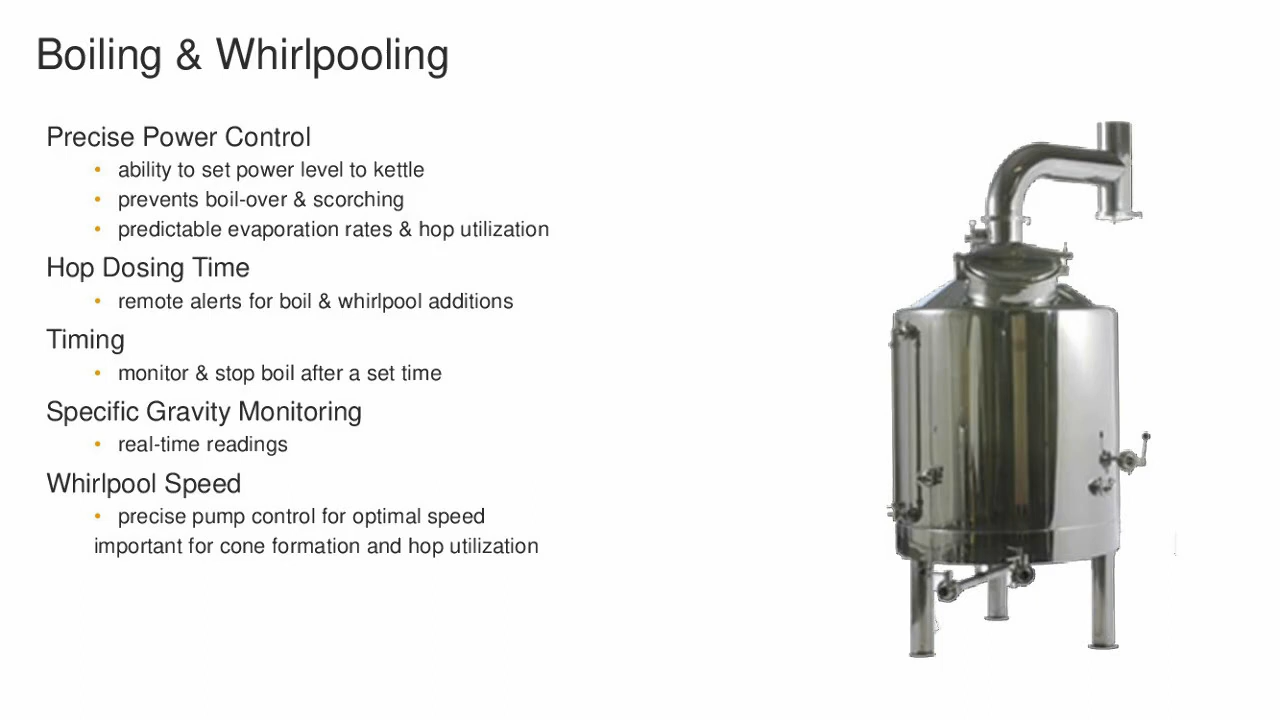 Boiling & Whirlpooling
Precise Power Control
• ability to set power level to kettle
• prevents boil-over & scorching
• predictable evaporation rates & hop utilization
Hop Dosing Time
• remote alerts for boil & whirlpool additions
Timing
• monitor & stop boil after a set time
Specific Gravity Monitoring
• real-time readings
Whirlpool Speed
• precise pump control for optimal speed
important for cone formation and hop utilization